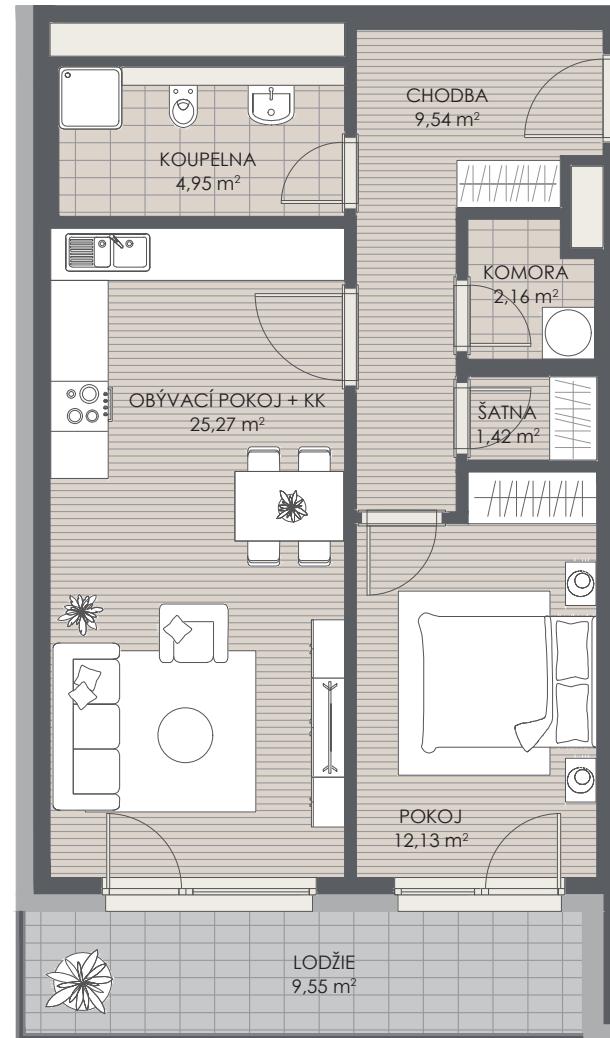 CHODBA
9,54 m²
KOUPELNA
4,95 m²
KOMORA
2,16 m²
OBÝVACÍ POKOJ + KK
25,27 m²
ŠATNA
1,42 m²
POKOJ
12,13 m²
LODŽIE
9,55 m²